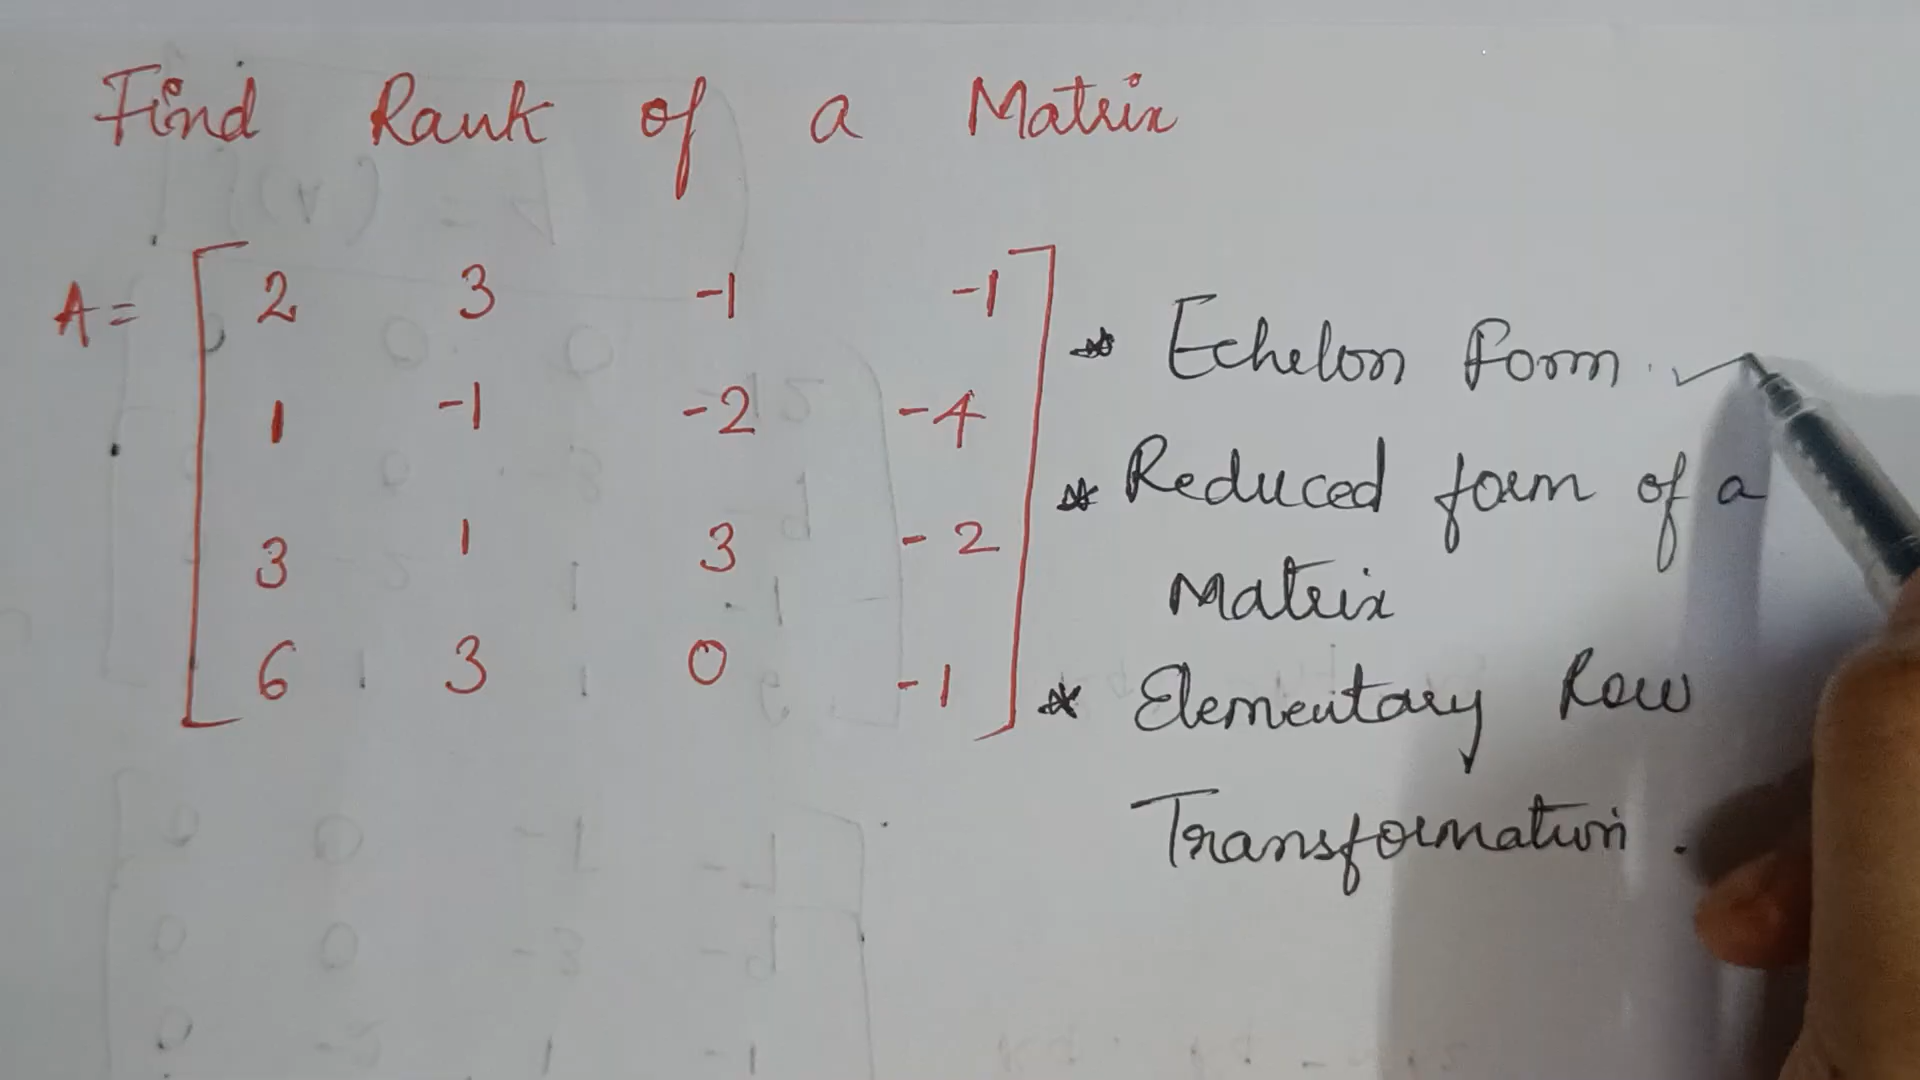 Find Rank of a Matrix
A = [ 2 3 -1 -1
1 -1 -2 -4
3 1 3 -2
6 3 0 -1 ]
* Echelon form.
* Reduced form of a
Matrix
* Elementary Row
Transformation.